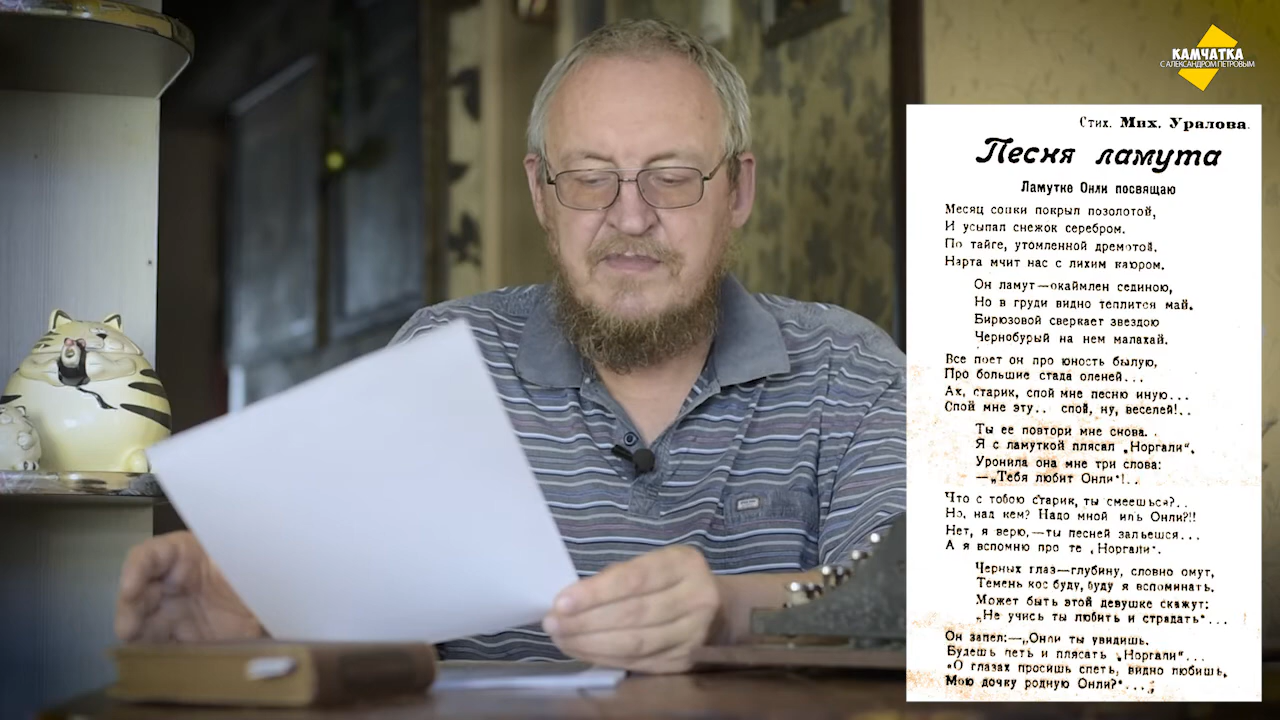 КАМЧАТКА
С АЛЕКСАНДРОМ ПЕТРОВЫМ
Стих. Мих. Уралова.
Песня ламута
Ламутке Онли посвящаю
Месяц сопки покрыл позолотой,
И усыпал снежок серебром.
По тайге, утомленной дремотой.
Нарта мчит нас с лихим каюром.
Он ламут—окаймлен сединою,
Но в груди видно теплится май.
Бирюзовой сверкает звездою
Чернобурый на нем малахай.
Все поет он про юность былую,
Про большие стада оленей...
Ах, старик, спой мне песню иную...
Спой мне эту.. спой, ну, веселей!..
Ты ее повтори мне снова..
Я с ламуткой плясал „Норгали".
Уронила она мне три слова:
—„Тебя любит Онли"!..
Что с тобою старик, ты смеешься?..
Но, над кем? Надо мной иль Онли?!!
Нет, я верю,—ты песней зальешься...
А я вспомню про те „Норгали".
Черных глаз—глубину, словно омут,
Темень кос буду, буду я вспоминать.
Может быть этой девушке скажут:
„Не учись ты любить и страдать"...
Он запел:—„Онли ты увидишь.
Будешь петь и плясать „Норгали"...
"О глазах просишь спеть, видно любишь,
Мою дочку родную Онли?"...,